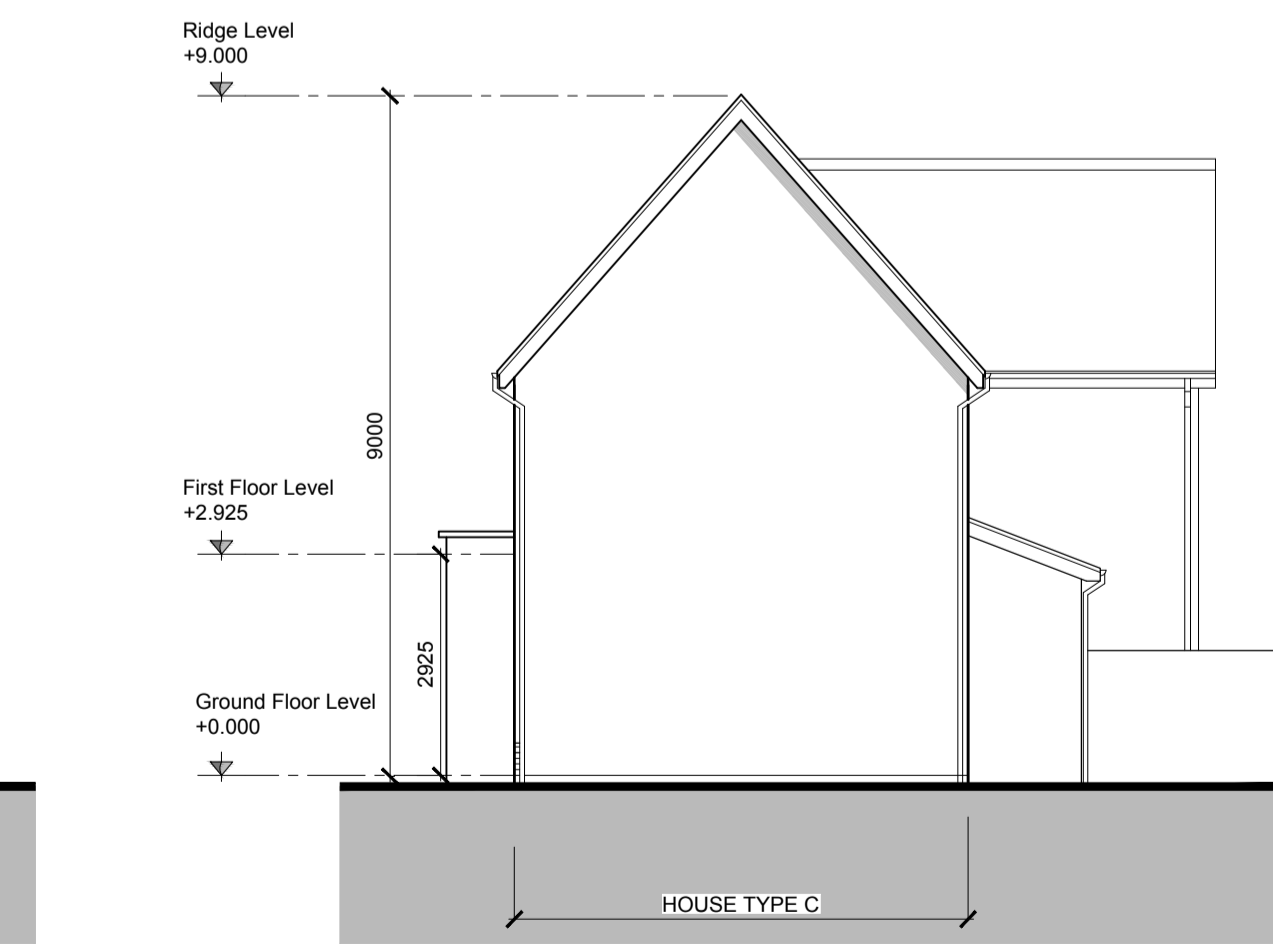 Ridge Level
+9.000
9000
First Floor Level
+2.925
2925
Ground Floor Level
+0.000
HOUSE TYPE C